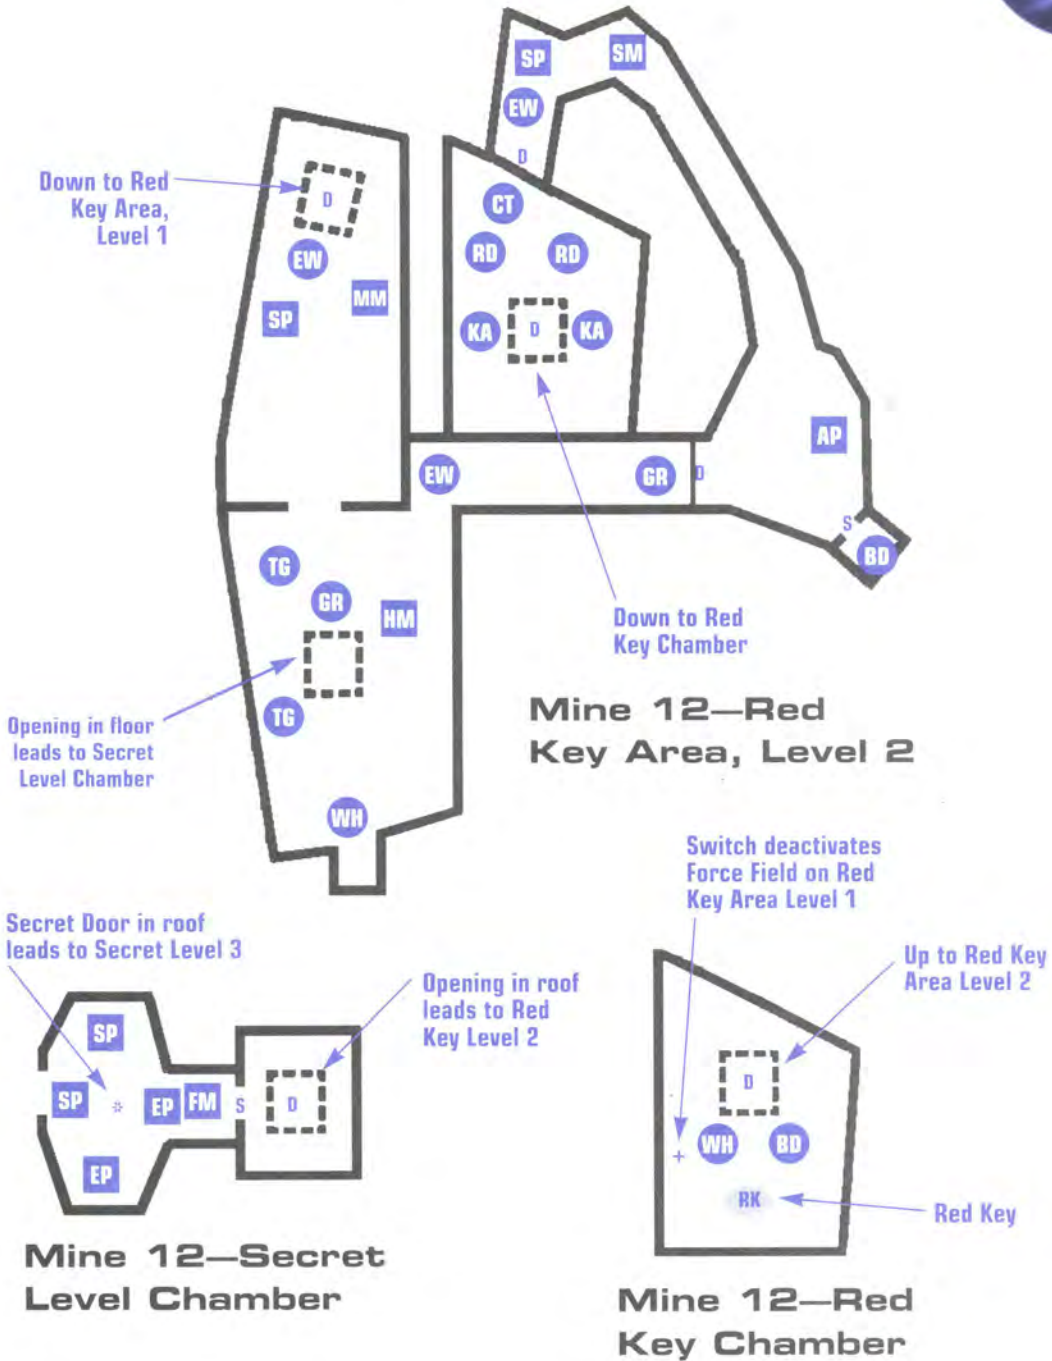 SP
SM
EW
D
Down to Red
Key Area,
Level 1
D
CT
EW
RD
RD
MM
SP
KA
D
KA
AP
EW
GR
D
S
BD
TG
GR
HM
Down to Red
Key Chamber
Opening in floor
leads to Secret
Level Chamber
TG
WH
Mine 12—Red
Key Area, Level 2
Secret Door in roof
leads to Secret Level 3
SP
SP
EP
FM
S
D
EP
Opening in roof
leads to Red
Key Level 2
Mine 12—Secret
Level Chamber
Switch deactivates
Force Field on Red
Key Area Level 1
Up to Red Key
Area Level 2
D
+
WH
BD
RK
Red Key
Mine 12—Red
Key Chamber